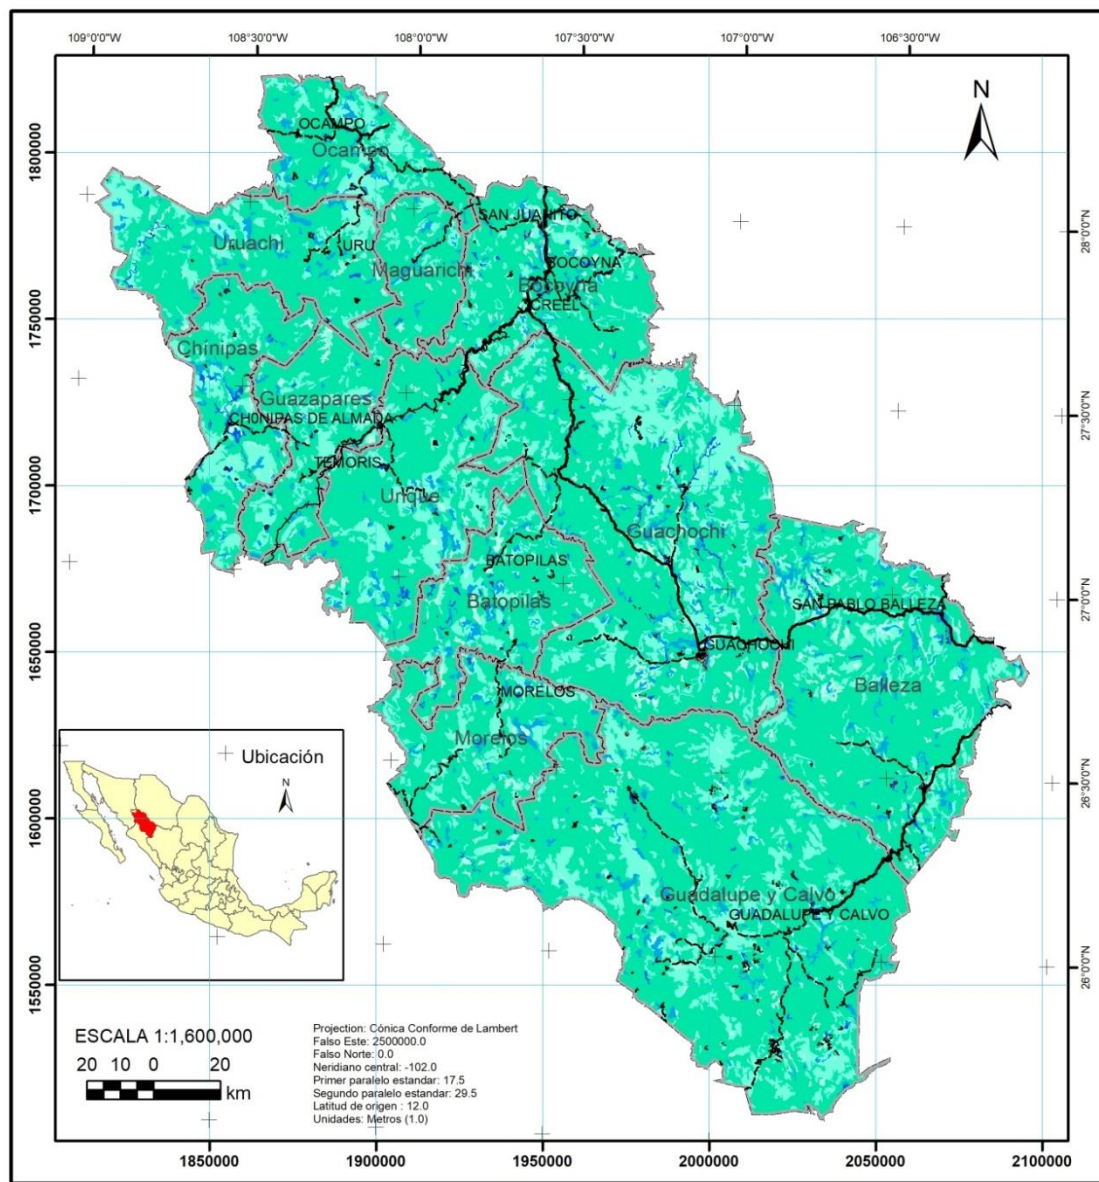 109°0'0"W 108°30'0"W 108°0'0"W 107°30'0"W 107°0'0"W 106°30'0"W
N
1800000
28°0'0"N
1750000
27°30'0"N
1700000
27°0'0"N
1650000
26°30'0"N
1600000
26°0'0"N
1550000
OCAMPO
Ocampo
SAN JUANITO
Uruachi
URU
Maguarichi
BOCOYNA
Bocoyna
CREEL
Chinipas
Guazapares
CH0NIPAS DE ALMADA
TEMORIS
Urique
Guachochi
BATOPILAS
Batopilas
SAN PABLO BALLEZA
GUACHOCHI
Balleza
MORELOS
Morelos
Guadalupe y Calvo
GUADALUPE Y CALVO
Ubicación
N
ESCALA 1:1,600,000
20 10 0 20
km
Projection: Cónica Conforme de Lambert
Falso Este: 2500000.0
Falso Norte: 0.0
Neridiano central: -102.0
Primer paralelo estandar: 17.5
Segundo paralelo estandar: 29.5
Latitud de origen : 12.0
Unidades: Metros (1.0)
1850000 1900000 1950000 2000000 2050000 2100000